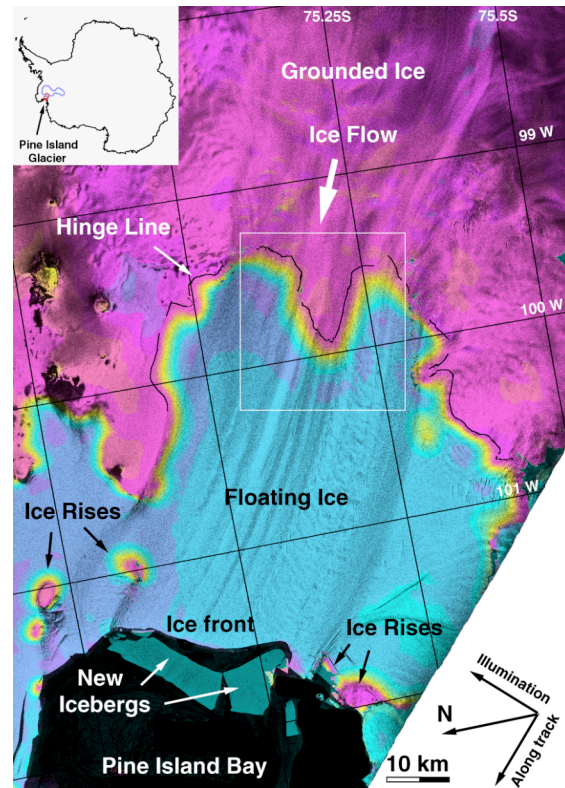 75.25S
75.5S
Grounded Ice
99 W
Ice Flow
Pine Island
Glacier
Hinge Line
100 W
101 W
Floating Ice
Ice Rises
Ice front
Ice Rises
New
Icebergs
Illumination
N
Along track
10 km
Pine Island Bay